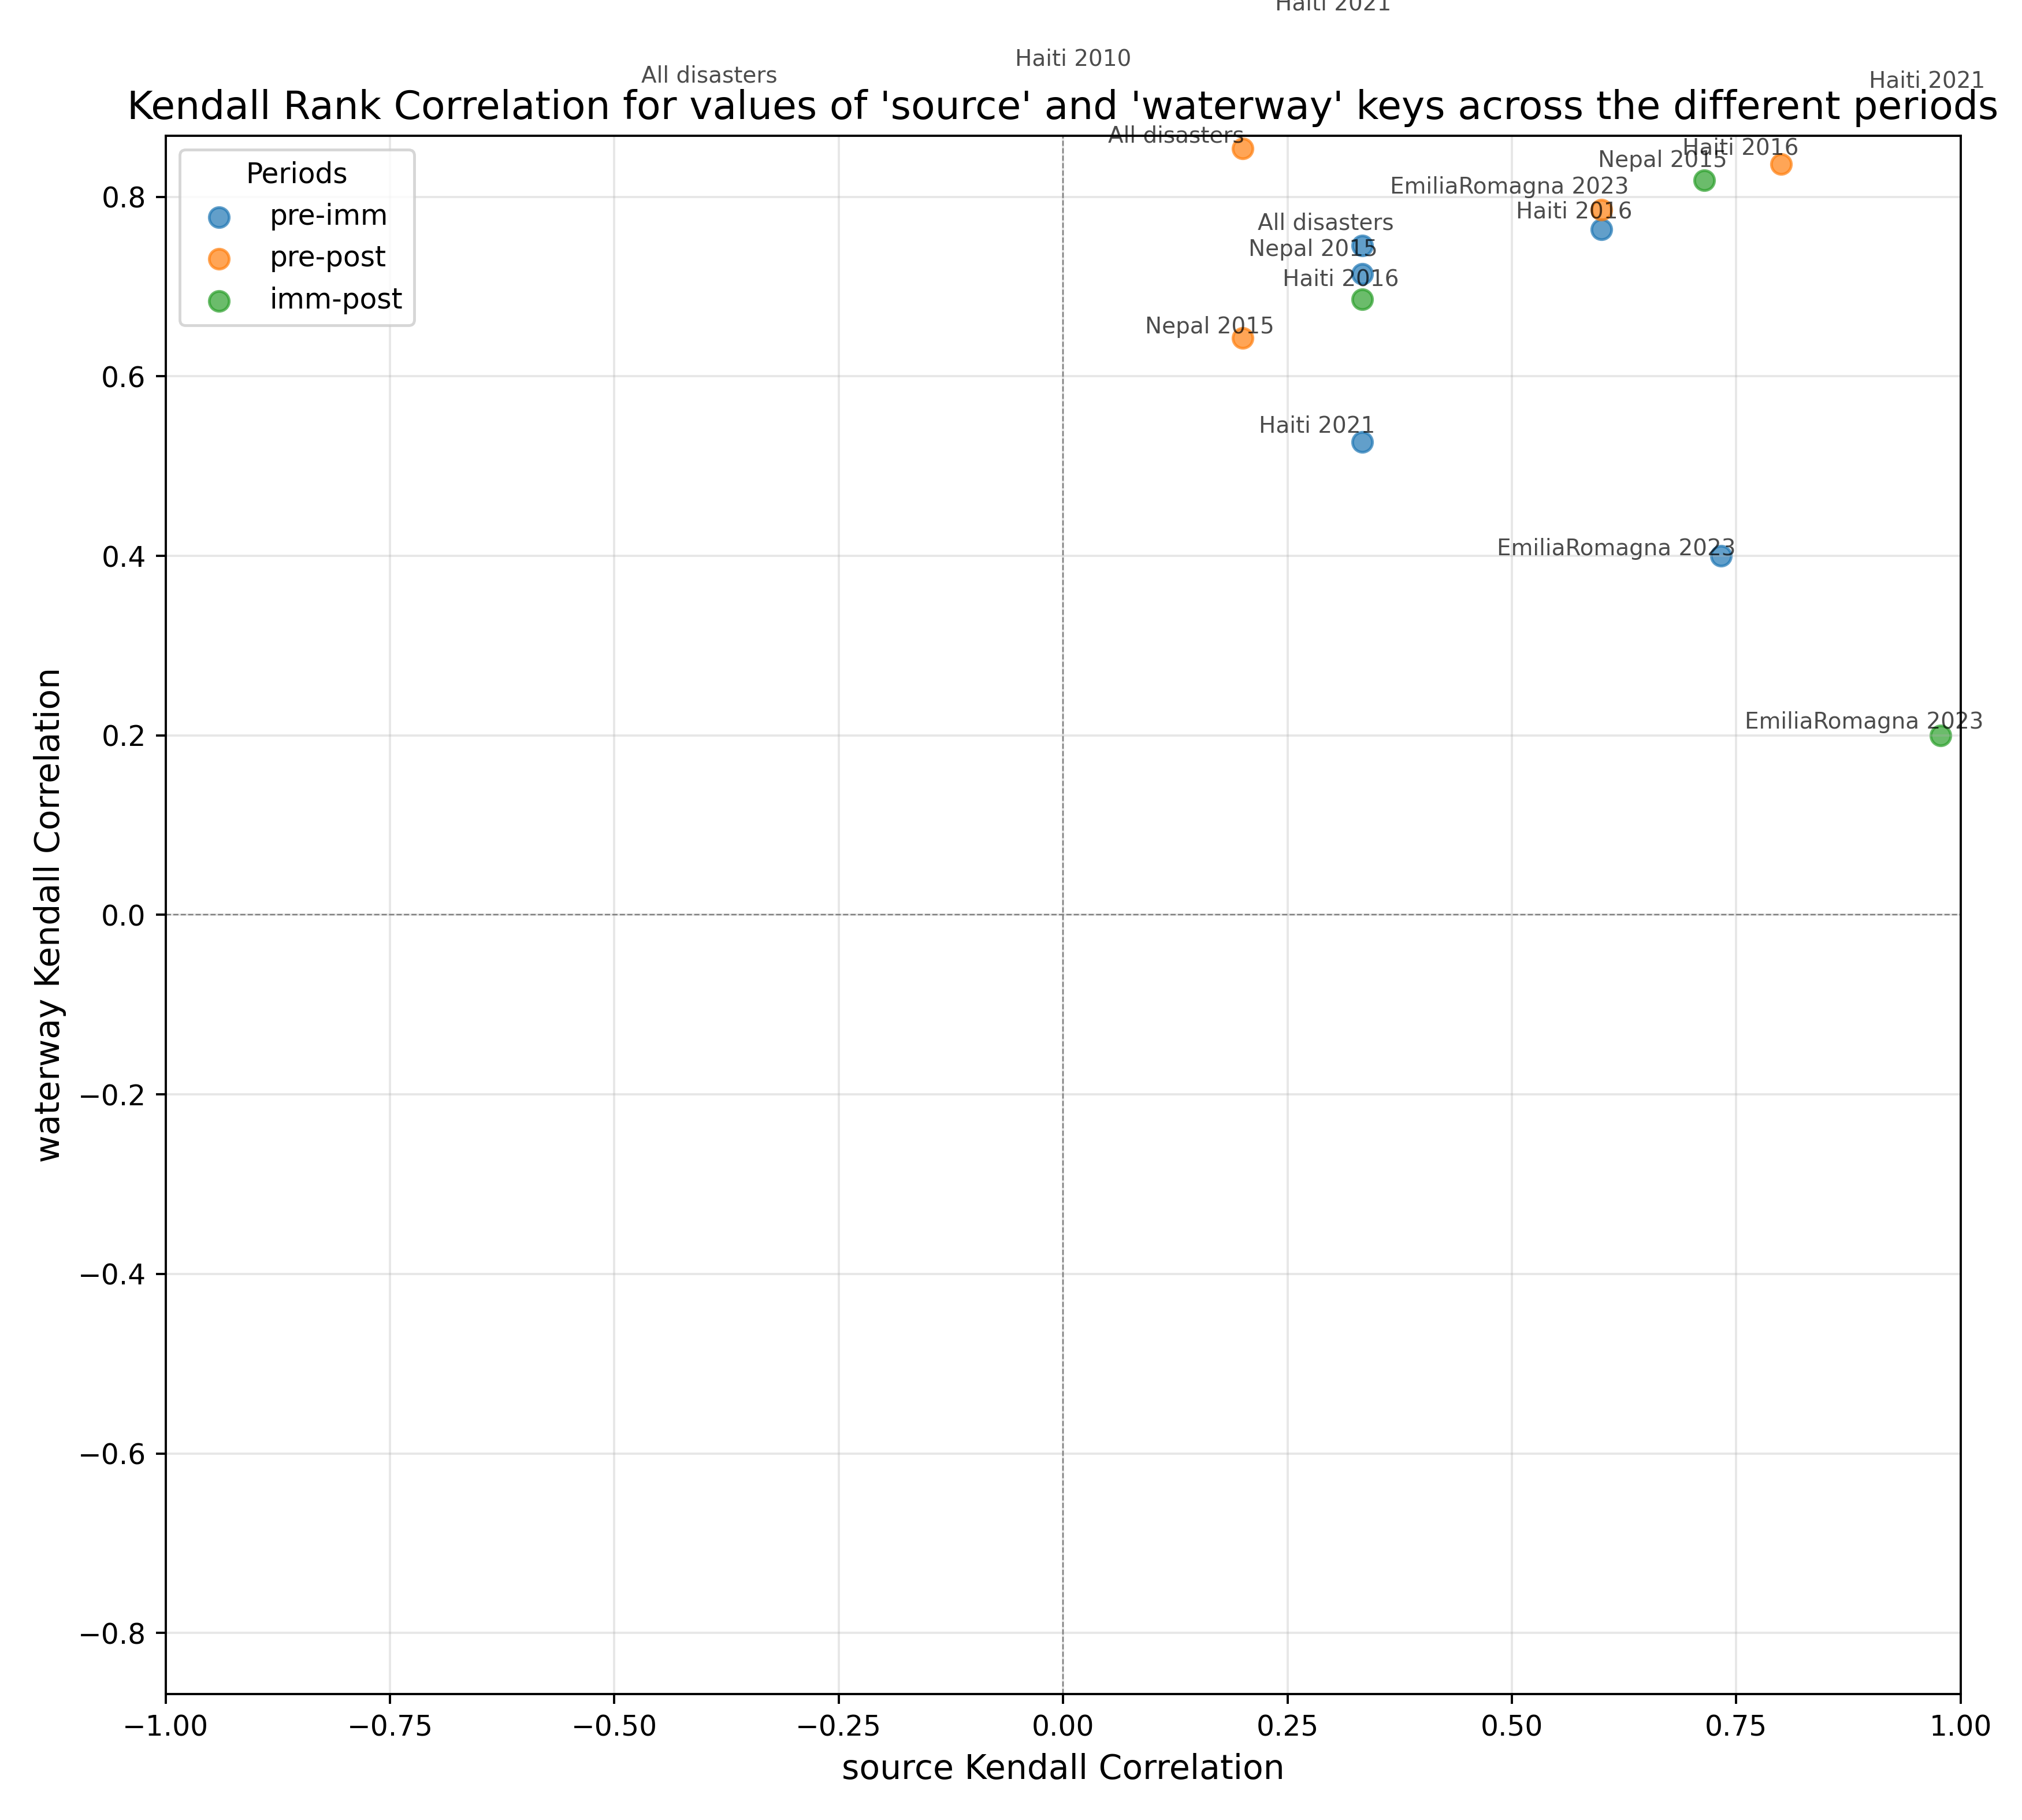 Haiti 2021
Haiti 2010
All disasters
Haiti 2021
Kendall Rank Correlation for values of 'source' and 'waterway' keys across the different periods
All disasters
Haiti 2016
Nepal 2015
EmiliaRomagna 2023
Haiti 2016
All disasters
Nepal 2015
Haiti 2016
Nepal 2015
Haiti 2021
EmiliaRomagna 2023
EmiliaRomagna 2023
Periods
pre-imm
pre-post
imm-post
waterway Kendall Correlation
0.8
0.6
0.4
0.2
0.0
−0.2
−0.4
−0.6
−0.8
−1.00
−0.75
−0.50
−0.25
0.00
0.25
0.50
0.75
1.00
source Kendall Correlation